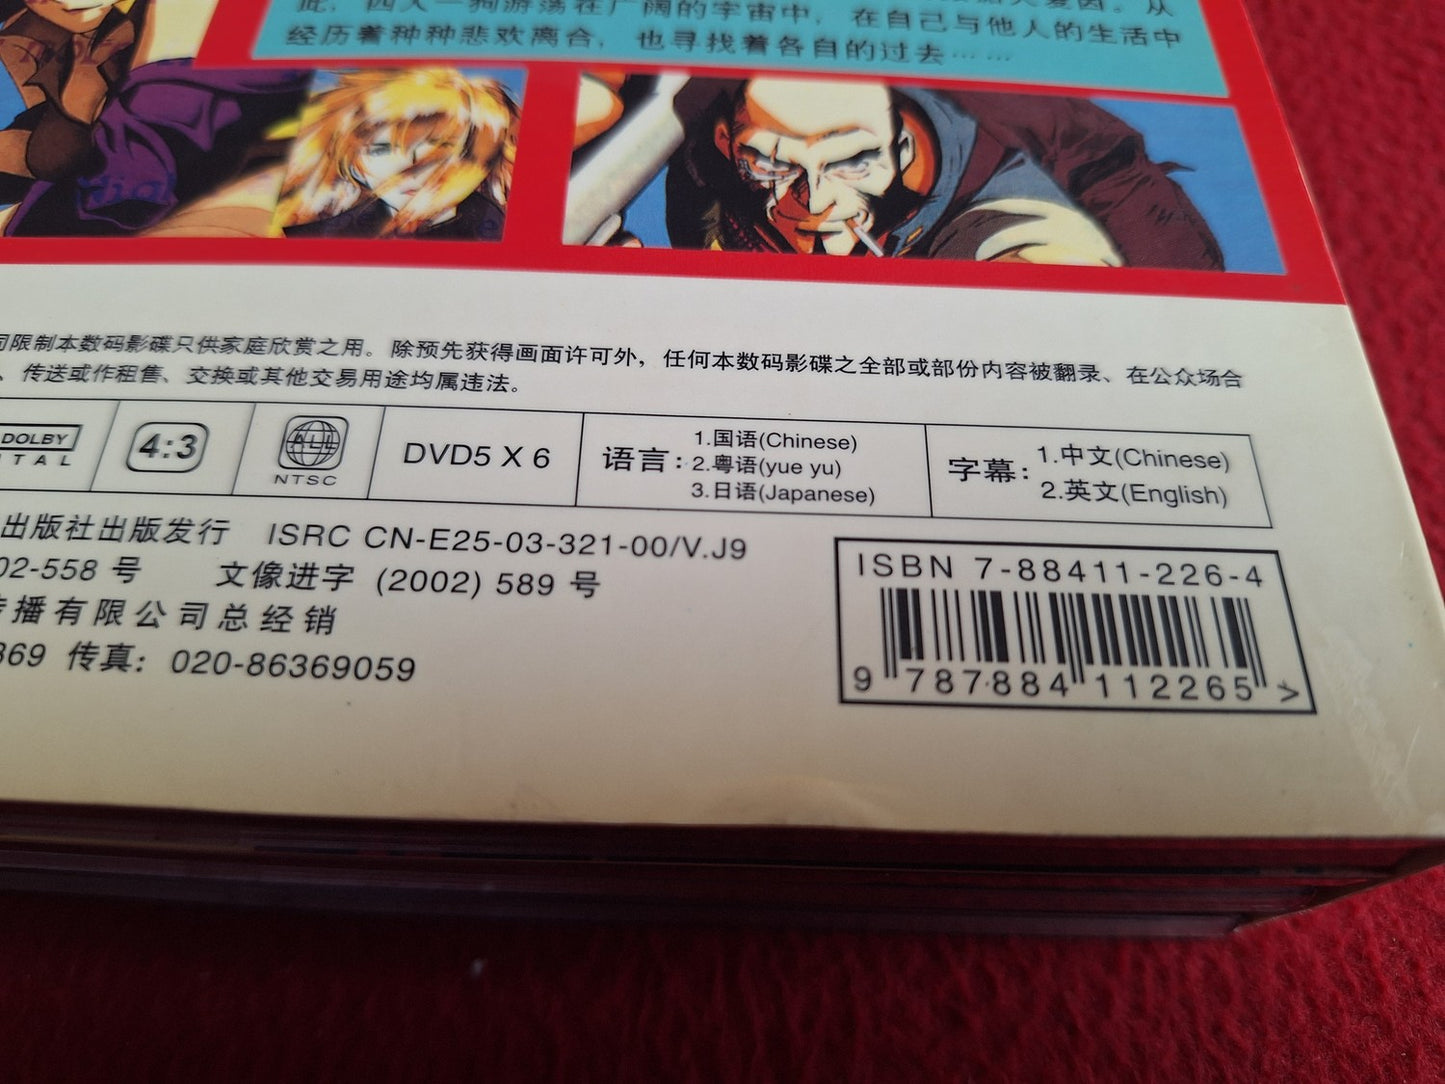 此，四人一狗游荡在广阔的宇宙中，在自己与他人的生活中
经历着种种悲欢离合，也寻找着各自的过去……
限制本数码影碟只供家庭欣赏之用。除预先获得画面许可外，任何本数码影碟之全部或部份内容被翻录、在公众场合
、传送或作租售、交换或其他交易用途均属违法。
DOLBY
ITAL
4:3
ALL
NTSC
DVD5 X 6
语言：
1.国语(Chinese)
2.粤语(yue yu)
3.日语(Japanese)
字幕：
1.中文(Chinese)
2.英文(English)
出版社出版发行 ISRC CN-E25-03-321-00/V.J9
02-558 号 文像进字 (2002) 589 号
传播有限公司总经销
369 传真：020-86369059
ISBN 7-88411-226-4
9 787884 112265 >